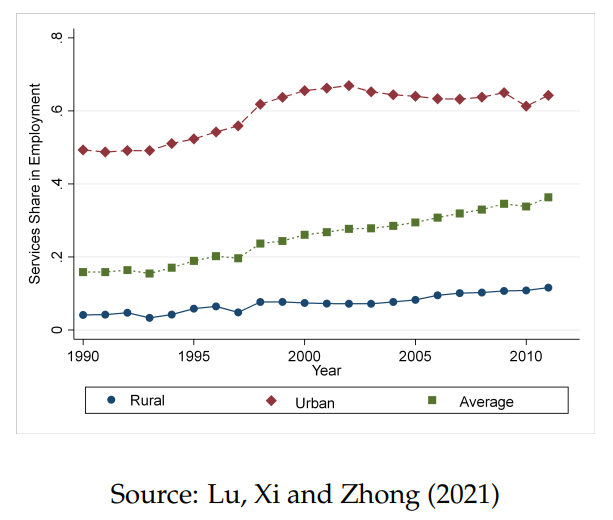 Services Share in Employment
.8
.6
.4
.2
0
1990 1995 2000 2005 2010
Year
Rural Urban Average
Source: Lu, Xi and Zhong (2021)